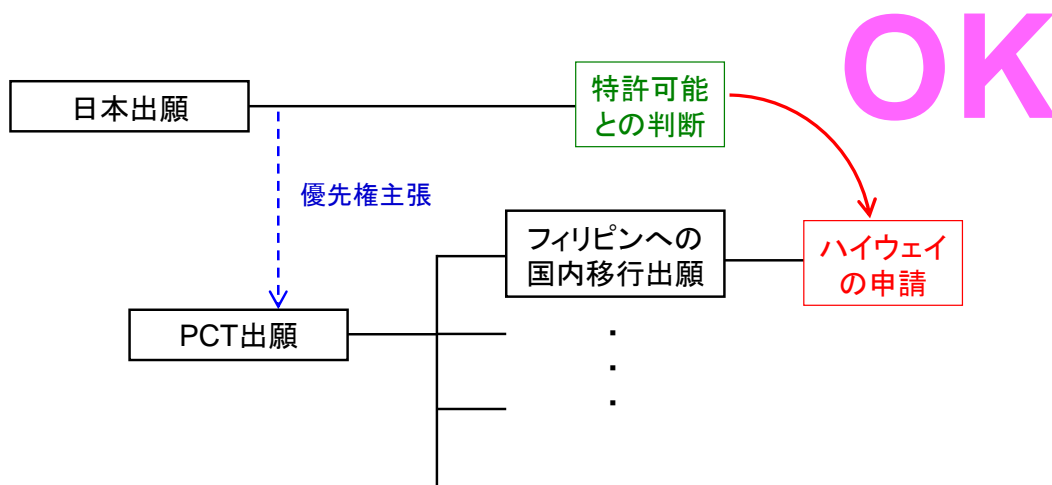 OK
日本出願
特許可能
との判断
優先権主張
フィリピンへの
国内移行出願
ハイウェイ
の申請
PCT出願
・
・
・